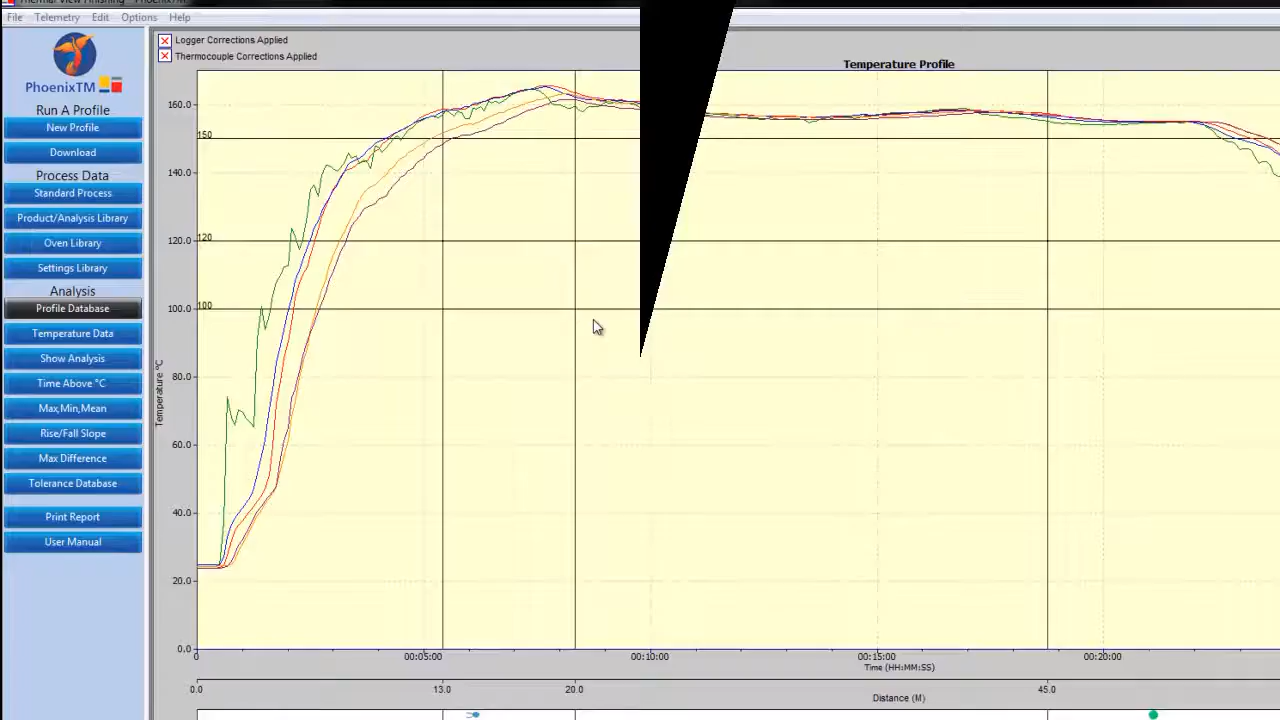 Thermal View Finishing - PhoenixTM
File Telemetry Edit Options Help
Logger Corrections Applied
Thermocouple Corrections Applied
PhoenixTM
Run A Profile
New Profile
Download
Process Data
Standard Process
Product/Analysis Library
Oven Library
Settings Library
Analysis
Profile Database
Temperature Data
Show Analysis
Time Above °C
Max,Min,Mean
Rise/Fall Slope
Max Difference
Tolerance Database
Print Report
User Manual
Temperature Profile
160.0
150
140.0
120.0
120
100.0
100
80.0
60.0
40.0
20.0
0.0
Temperature °C
0 00:05:00 00:10:00 00:15:00 00:20:00
Time (HH:MM:SS)
0.0 13.0 20.0 45.0
Distance (M)